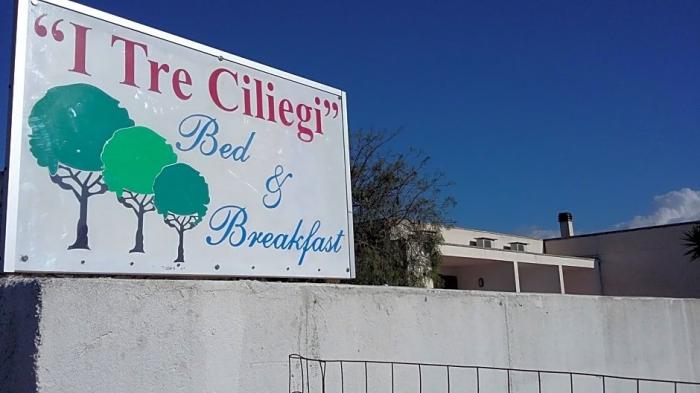 “I Tre Ciliegi”
Bed
&
Breakfast